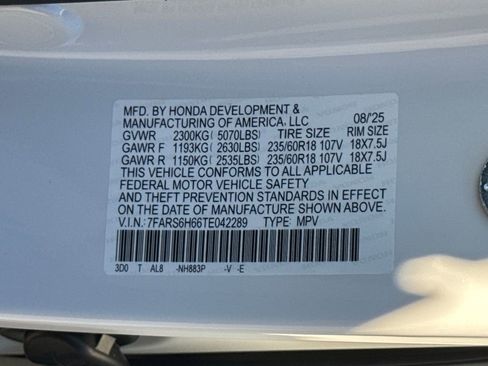 MFD. BY HONDA DEVELOPMENT &
MANUFACTURING OF AMERICA, LLC 08/'25
GVWR 2300KG ( 5070LBS) TIRE SIZE RIM SIZE
GAWR F 1193KG ( 2630LBS) 235/60R18 107V 18X7.5J
GAWR R 1150KG ( 2535LBS) 235/60R18 107V 18X7.5J
THIS VEHICLE CONFORMS TO ALL APPLICABLE
FEDERAL MOTOR VEHICLE SAFETY
AND THEFT PREVENTION STANDARDS IN EFFECT
ON THE DATE OF MANUFACTURE SHOWN ABOVE.
V.I.N.: 7FARS6H66TE042289 TYPE: MPV
3D0 T AL8 -NH883P -V -E